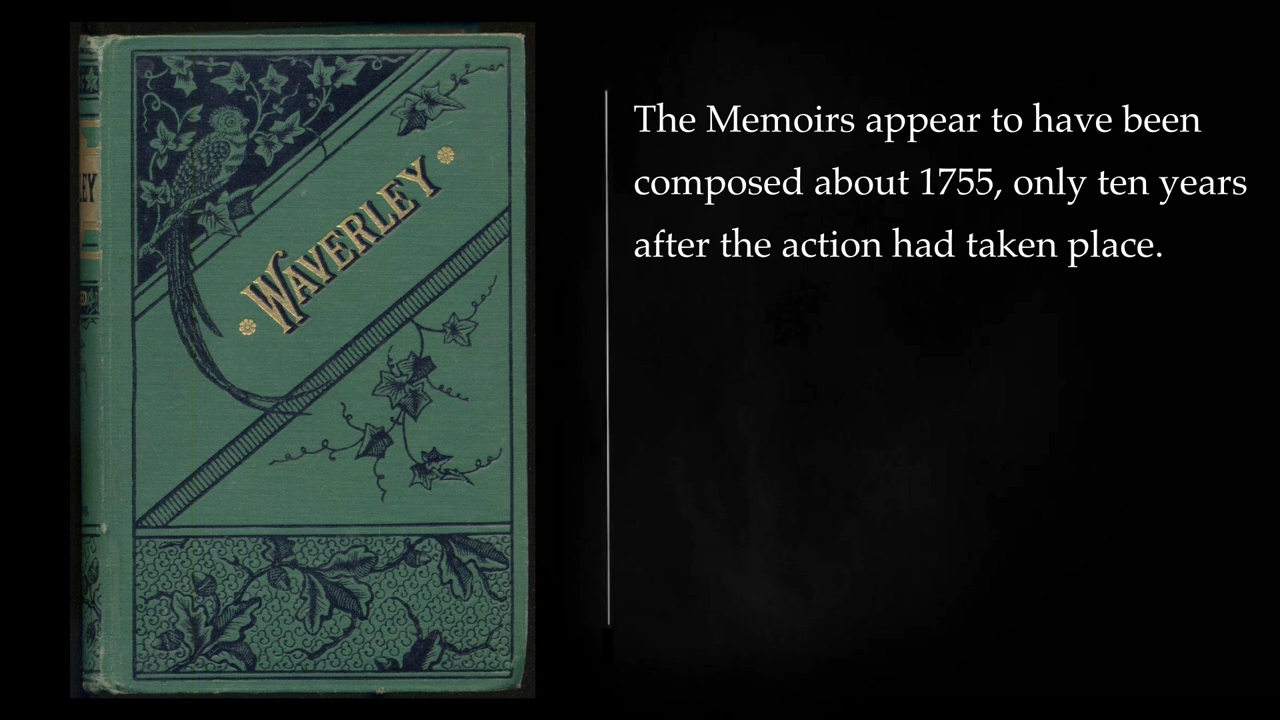 WAVERLEY
EY
The Memoirs appear to have been
composed about 1755, only ten years
after the action had taken place.